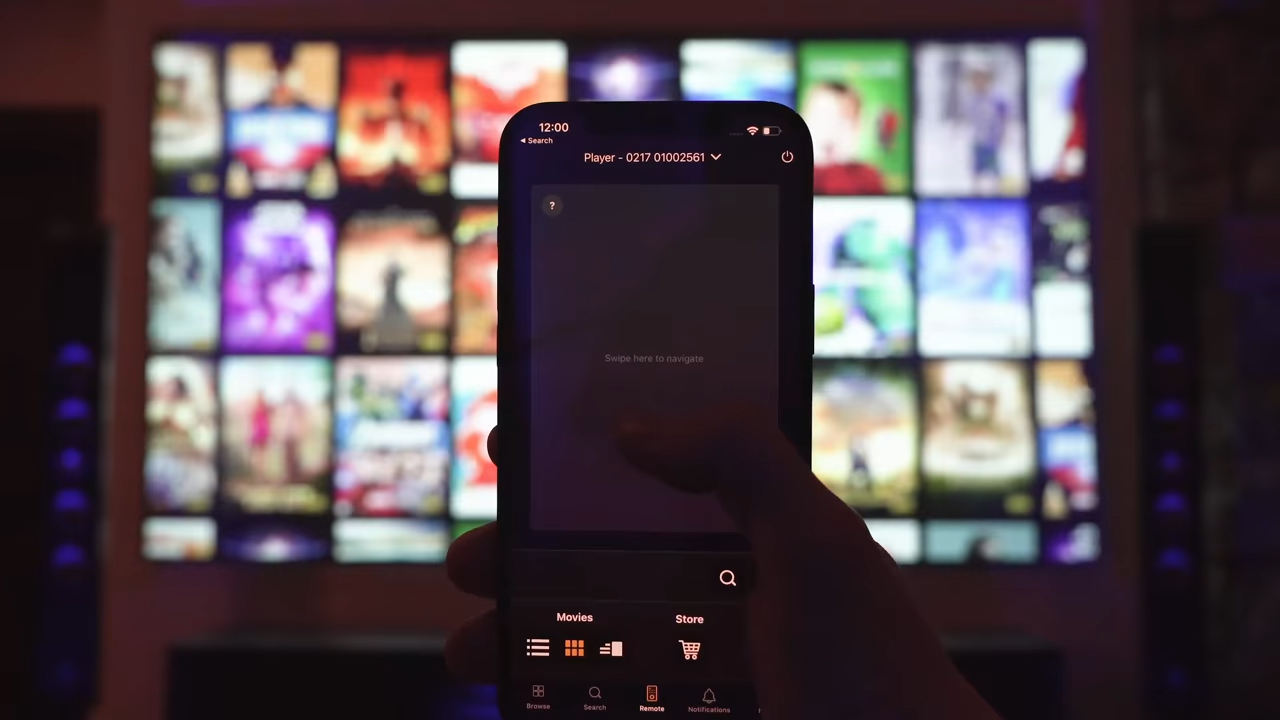 12:00
◀ Search
Player - 0217 01002561
?
Swipe here to navigate
Movies
Store
Browse
Search
Remote
Notifications